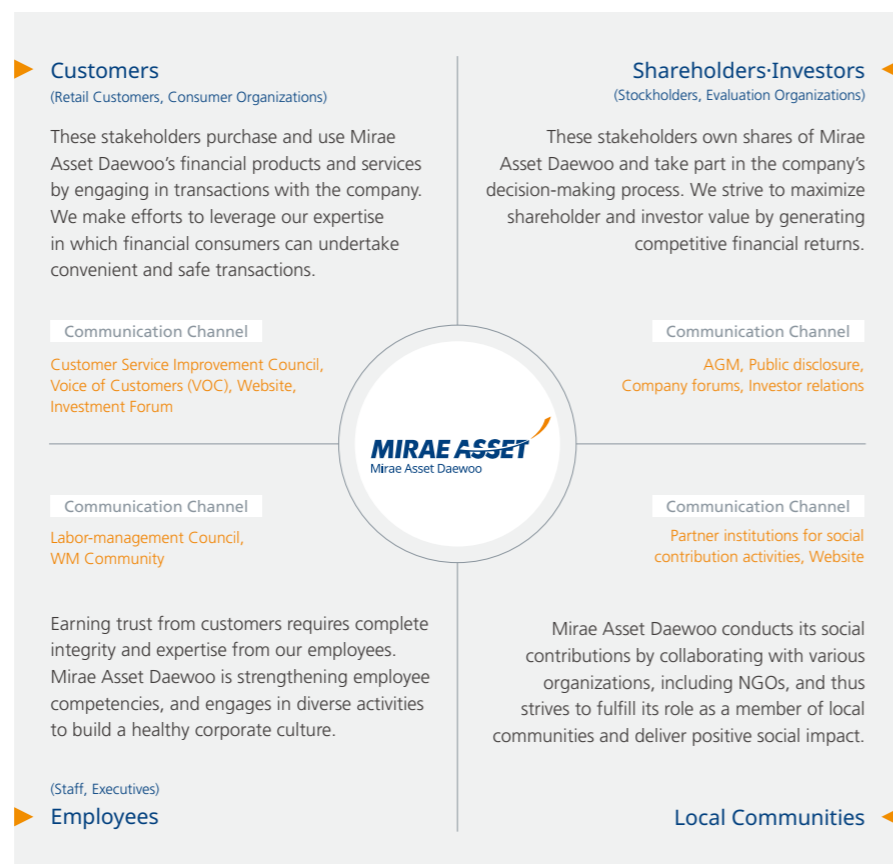 Customers
(Retail Customers, Consumer Organizations)
These stakeholders purchase and use Mirae
Asset Daewoo's financial products and services
by engaging in transactions with the company.
We make efforts to leverage our expertise
in which financial consumers can undertake
convenient and safe transactions.
Communication Channel
Customer Service Improvement Council,
Voice of Customers (VOC), Website,
Investment Forum
Shareholders·Investors
(Stockholders, Evaluation Organizations)
These stakeholders own shares of Mirae
Asset Daewoo and take part in the company's
decision-making process. We strive to maximize
shareholder and investor value by generating
competitive financial returns.
Communication Channel
AGM, Public disclosure,
Company forums, Investor relations
MIRAE ASSET
Mirae Asset Daewoo
Communication Channel
Labor-management Council,
WM Community
Earning trust from customers requires complete
integrity and expertise from our employees.
Mirae Asset Daewoo is strengthening employee
competencies, and engages in diverse activities
to build a healthy corporate culture.
(Staff, Executives)
Employees
Communication Channel
Partner institutions for social
contribution activities, Website
Mirae Asset Daewoo conducts its social
contributions by collaborating with various
organizations, including NGOs, and thus
strives to fulfill its role as a member of local
communities and deliver positive social impact.
Local Communities